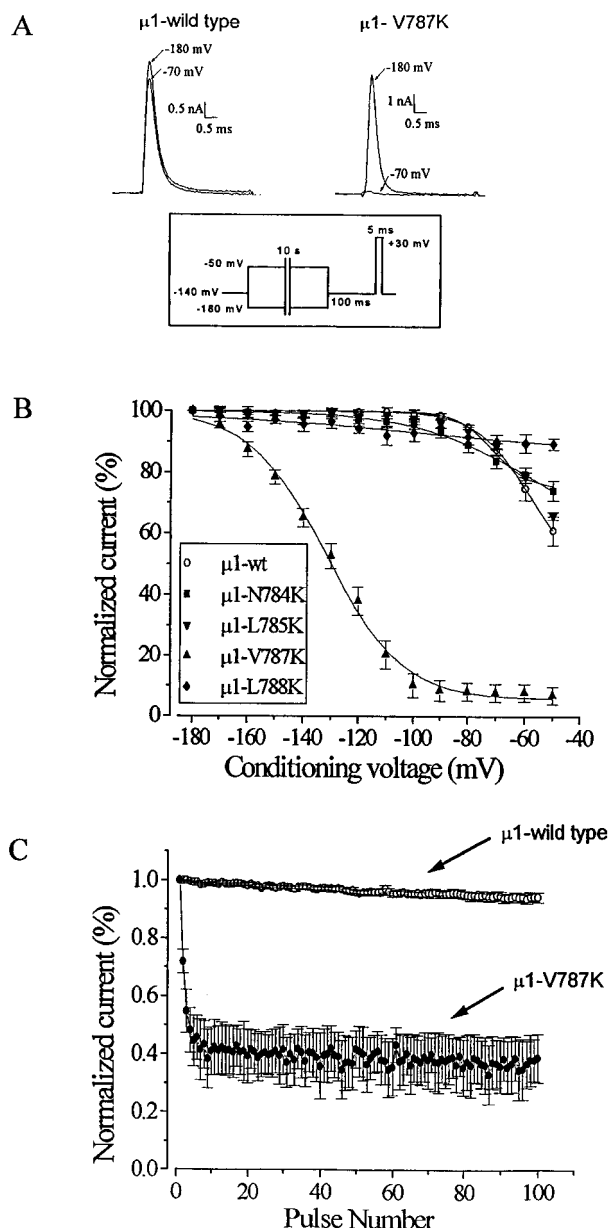 A
μ1-wild type
μ1- V787K
-180 mV
-70 mV
0.5 nA
0.5 ms
-180 mV
1 nA
0.5 ms
-70 mV
10 s
5 ms
+30 mV
-50 mV
-140 mV
-180 mV
100 ms
B
Normalized current (%)
100
80
60
40
20
0
μ1-wt
μ1-N784K
μ1-L785K
μ1-V787K
μ1-L788K
-180 -160 -140 -120 -100 -80 -60 -40
Conditioning voltage (mV)
C
μ1-wild type
μ1-V787K
Normalized current (%)
1.0
0.8
0.6
0.4
0.2
0.0
0 20 40 60 80 100
Pulse Number